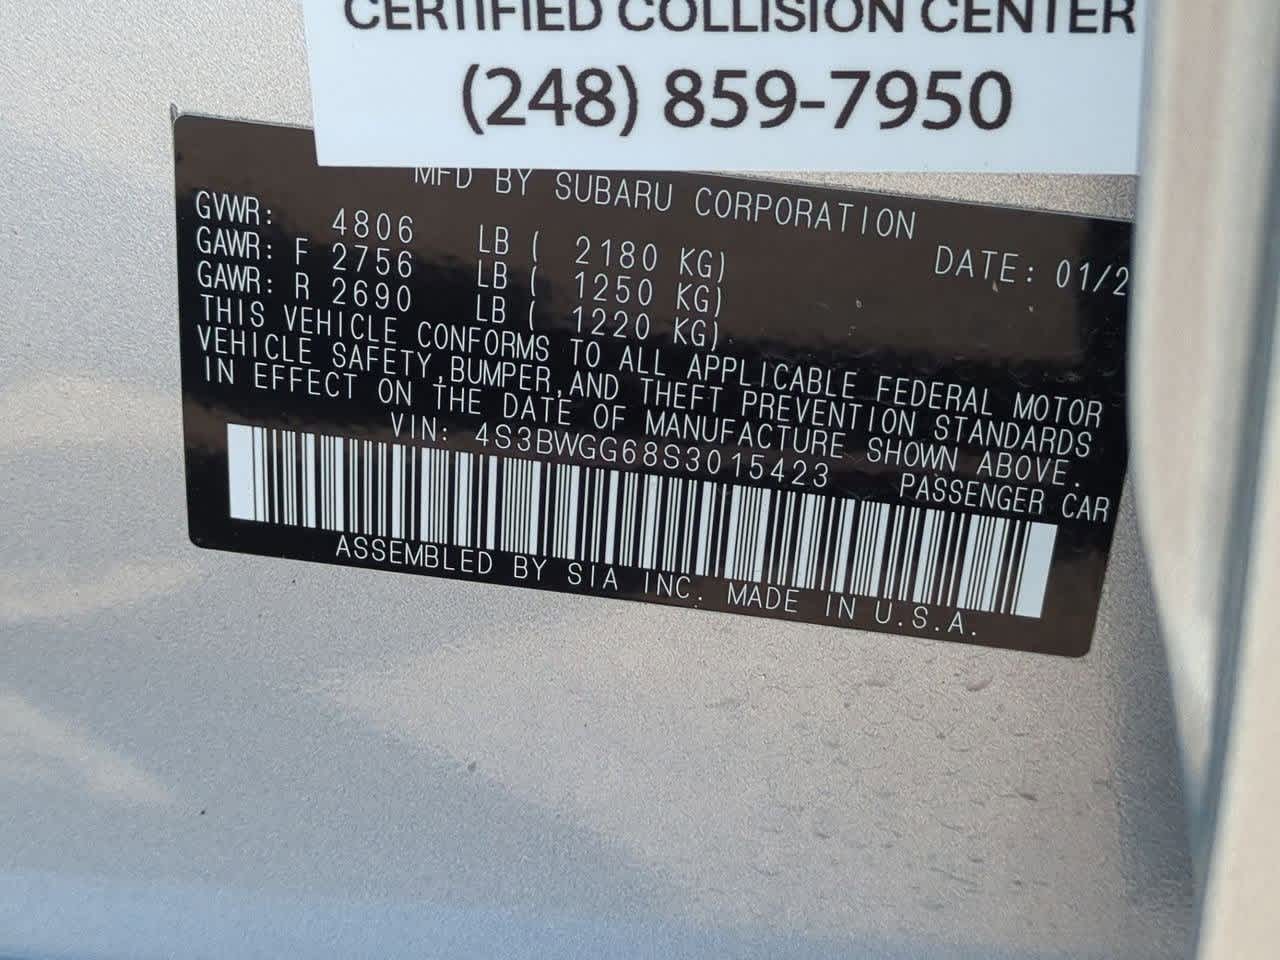 CERTIFIED COLLISION CENTER
(248) 859-7950
MFD BY SUBARU CORPORATION
DATE: 01/2
GVWR: 4806 LB ( 2180 KG)
GAWR: F 2756 LB ( 1250 KG)
GAWR: R 2690 LB ( 1220 KG)
THIS VEHICLE CONFORMS TO ALL APPLICABLE FEDERAL MOTOR
VEHICLE SAFETY,BUMPER,AND THEFT PREVENTION STANDARDS
IN EFFECT ON THE DATE OF MANUFACTURE SHOWN ABOVE.
VIN: 4S3BWGG68S3015423 PASSENGER CAR
ASSEMBLED BY SIA INC. MADE IN U.S.A.